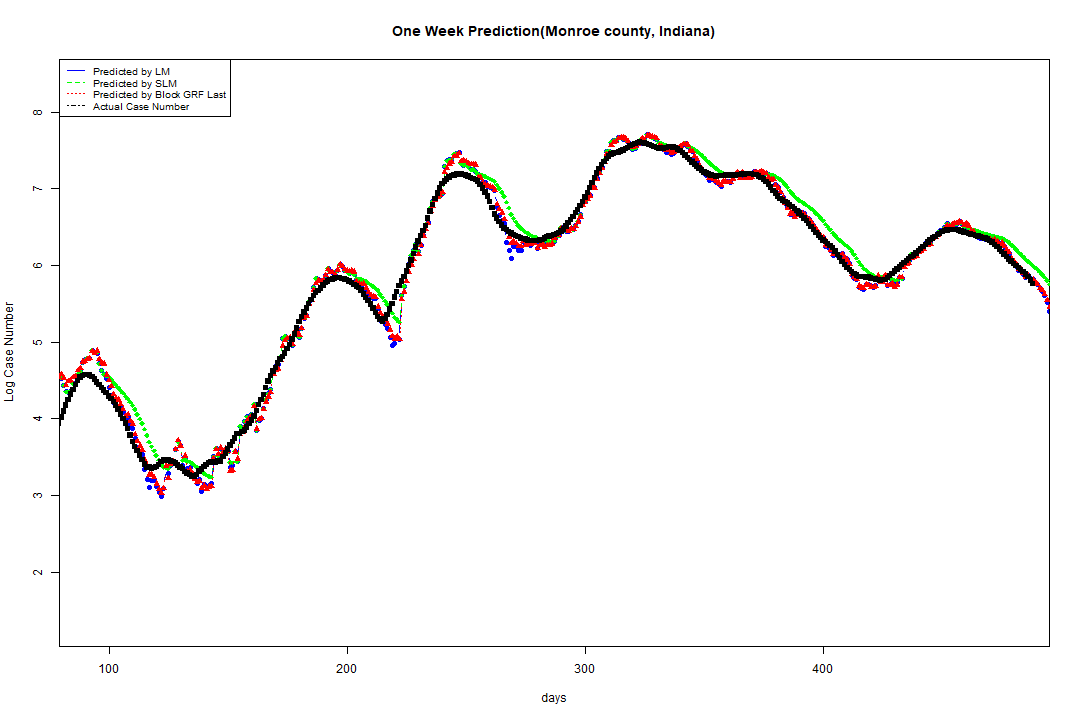 One Week Prediction(Monroe county, Indiana)
Predicted by LM
Predicted by SLM
Predicted by Block GRF Last
Actual Case Number
8
7
6
5
4
3
2
Log Case Number
100 200 300 400
days